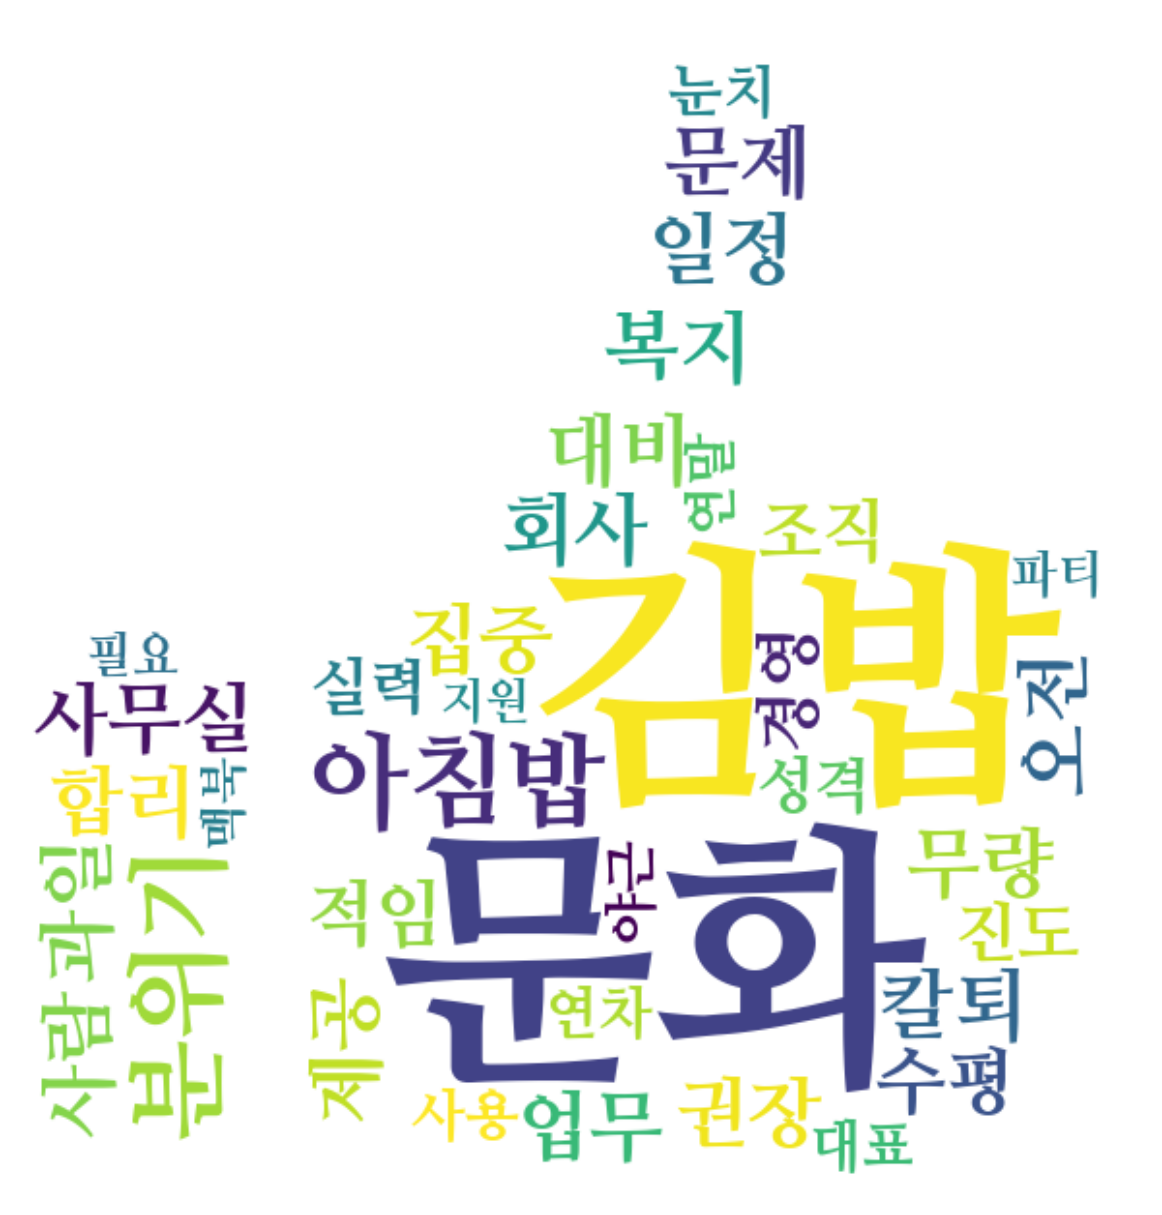 눈치
문제
일정
복지
대비
연말
회사
조직
김밥
파티
집중
경영
오전
필요
실력
지원
사무실
아침밥
성격
합리
맥북
문화
야근
무량
과일
분위기
적임
진도
사람
제공
연차
칼퇴
수평
사용
업무
권장
대표